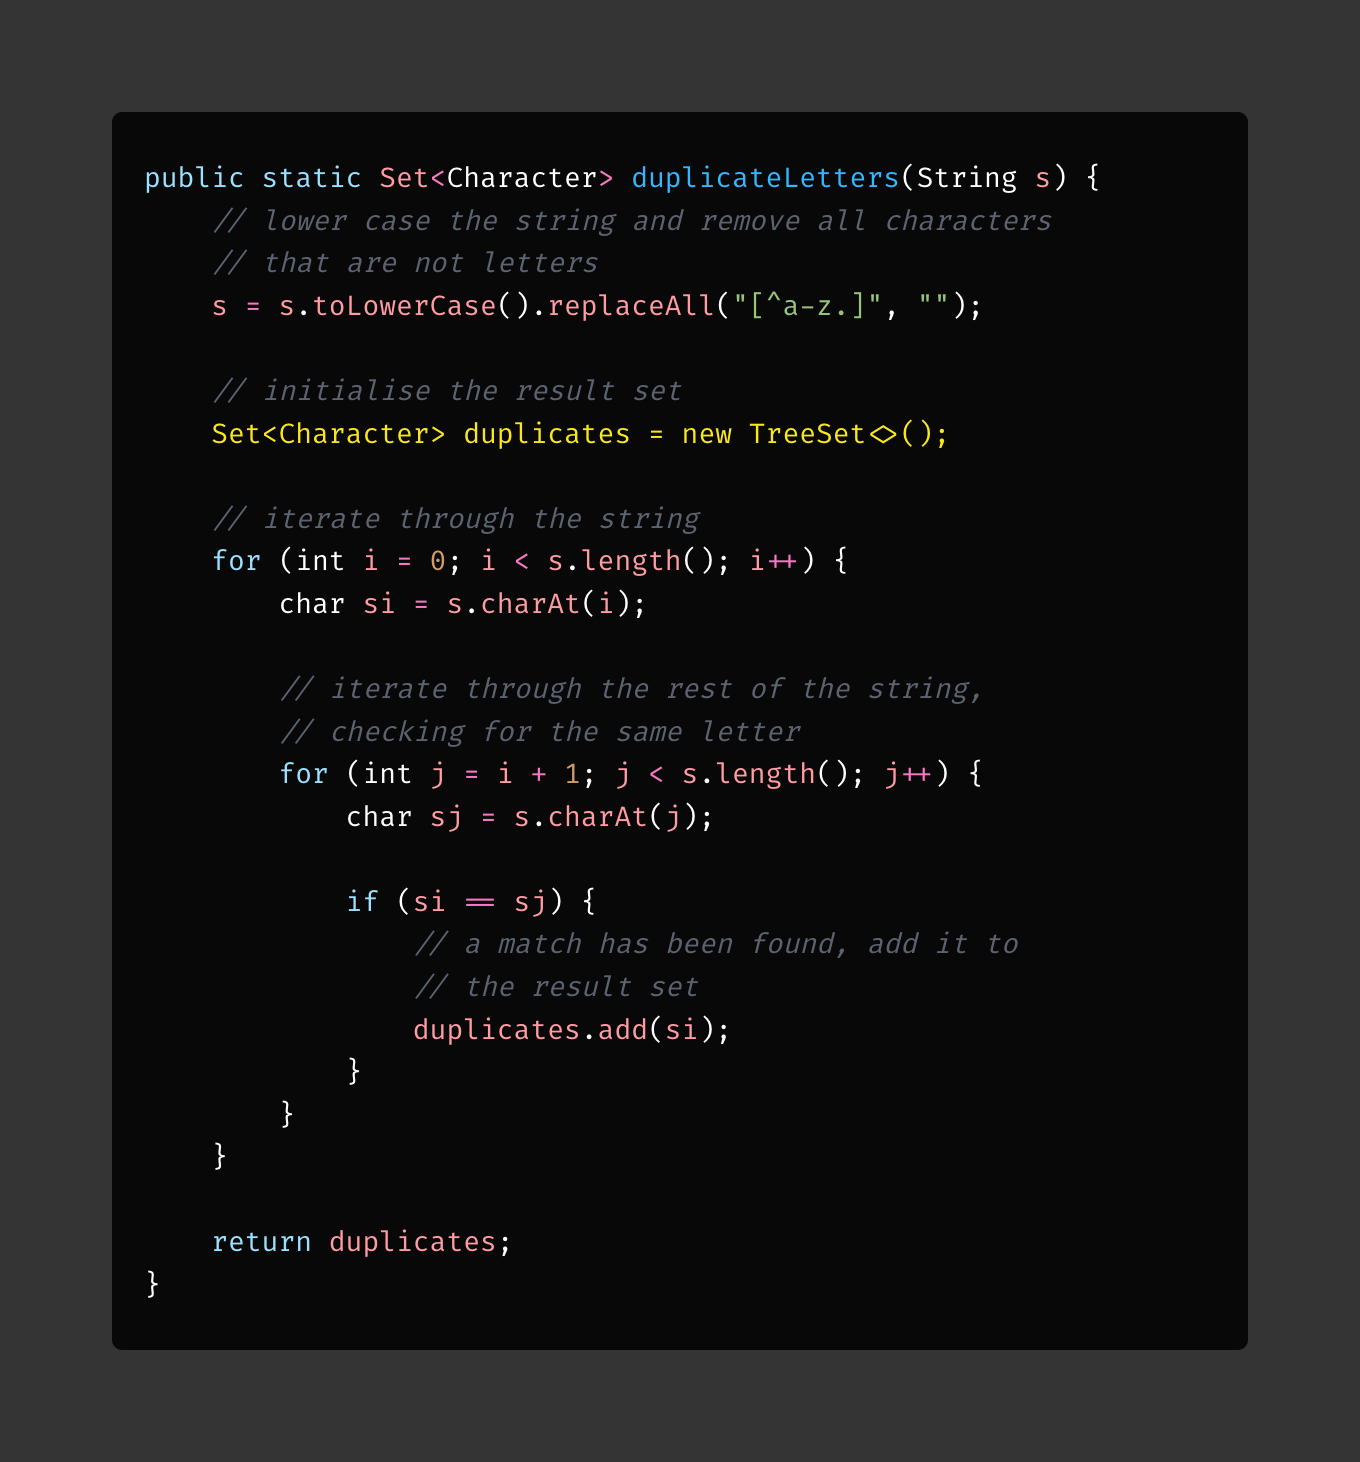 public static Set<Character> duplicateLetters(String s) {
    // lower case the string and remove all characters
    // that are not letters
    s = s.toLowerCase().replaceAll("[^a-z.]", "");

    // initialise the result set
    Set<Character> duplicates = new TreeSet<>();

    // iterate through the string
    for (int i = 0; i < s.length(); i++) {
        char si = s.charAt(i);

        // iterate through the rest of the string,
        // checking for the same letter
        for (int j = i + 1; j < s.length(); j++) {
            char sj = s.charAt(j);

            if (si == sj) {
                // a match has been found, add it to
                // the result set
                duplicates.add(si);
            }
        }
    }

    return duplicates;
}